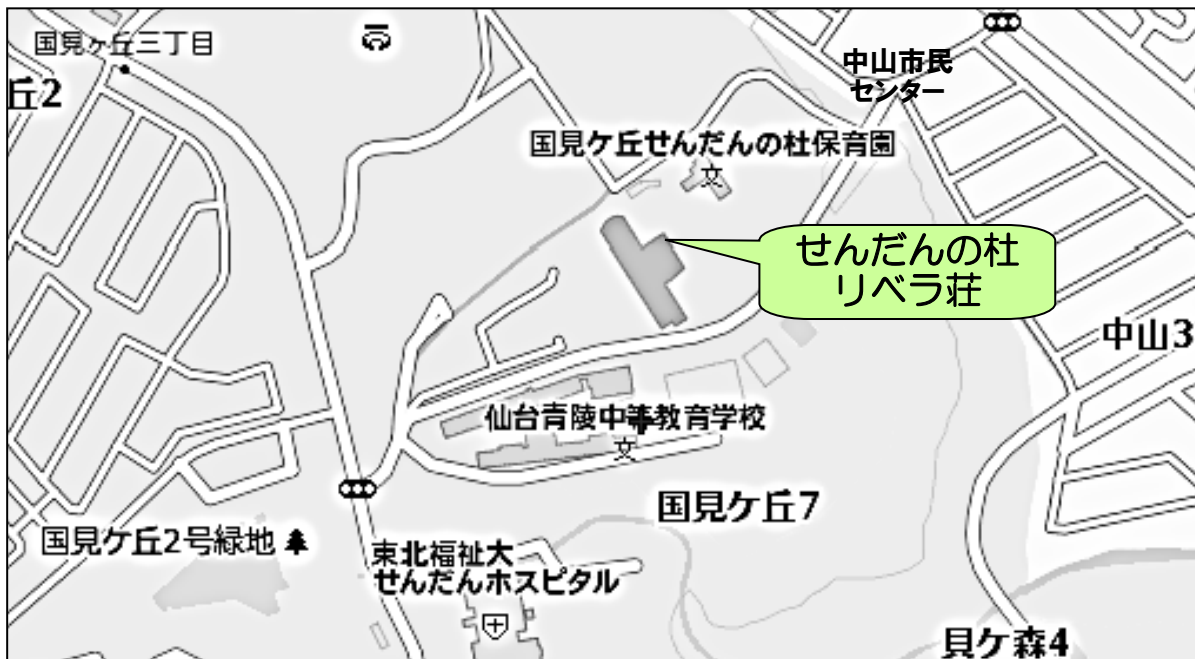 国見ヶ丘三丁目
丘2
中山市民
センター
国見ケ丘せんだんの杜保育園
文
せんだんの杜
リベラ荘
中山3
仙台青陵中等教育学校
文
国見ケ丘7
国見ケ丘2号緑地
東北福祉大
せんだんホスピタル
貝ケ森4